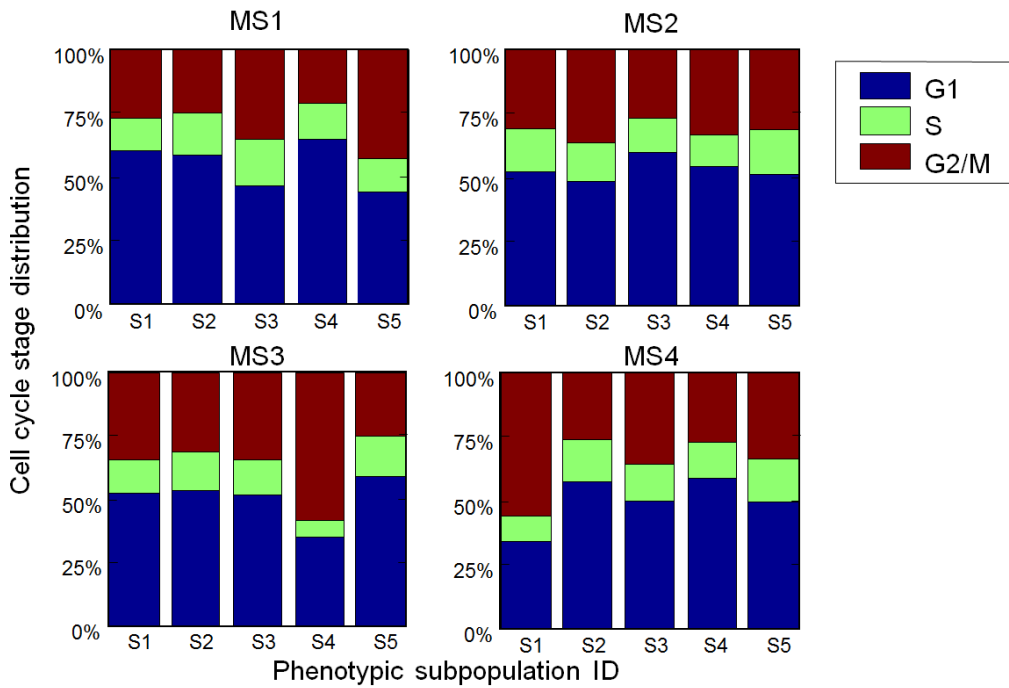 MS1
MS2
100%
75%
50%
25%
0%
S1 S2 S3 S4 S5
100%
75%
50%
25%
0%
S1 S2 S3 S4 S5
G1
S
G2/M
Cell cycle stage distribution
MS3
MS4
100%
75%
50%
25%
0%
S1 S2 S3 S4 S5
100%
75%
50%
25%
0%
S1 S2 S3 S4 S5
Phenotypic subpopulation ID